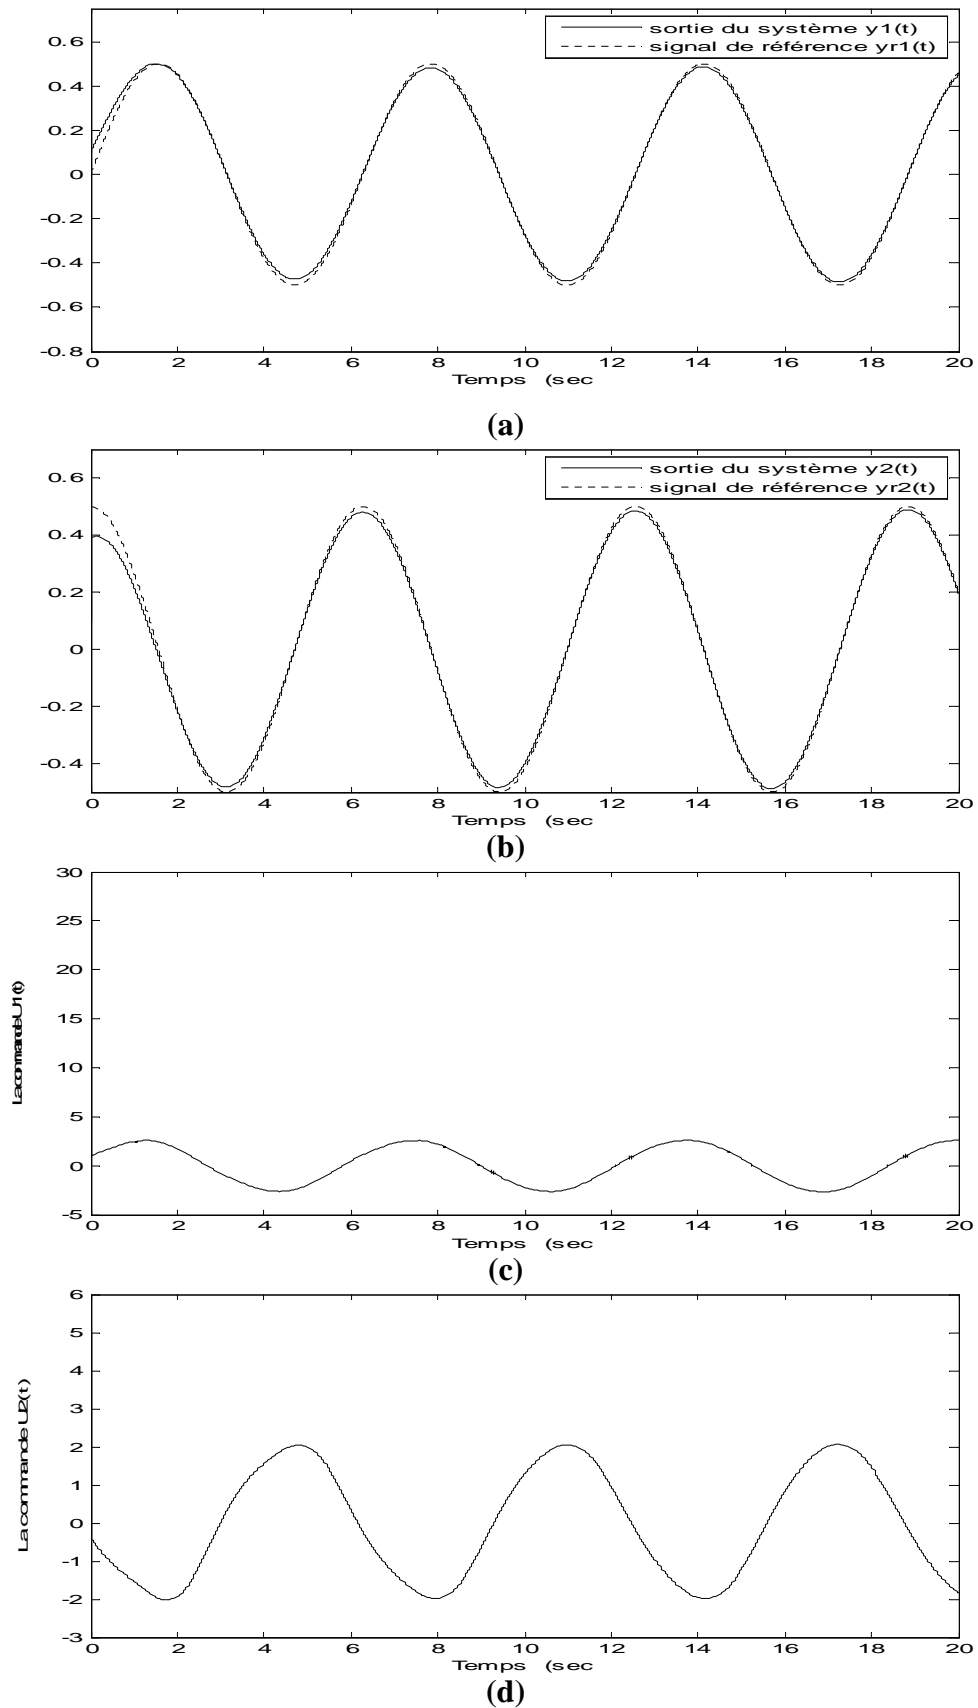 sortie du système y1(t)
signal de référence yr1(t)
0.6
0.4
0.2
0
-0.2
-0.4
-0.6
-0.8
0 2 4 6 8 10 12 14 16 18 20
Temps (sec
(a)
sortie du système y2(t)
signal de référence yr2(t)
0.6
0.4
0.2
0
-0.2
-0.4
0 2 4 6 8 10 12 14 16 18 20
Temps (sec
(b)
La commande U1(t)
30
25
20
15
10
5
0
-5
0 2 4 6 8 10 12 14 16 18 20
Temps (sec
(c)
La commande U2(t)
6
5
4
3
2
1
0
-1
-2
-3
0 2 4 6 8 10 12 14 16 18 20
Temps (sec
(d)